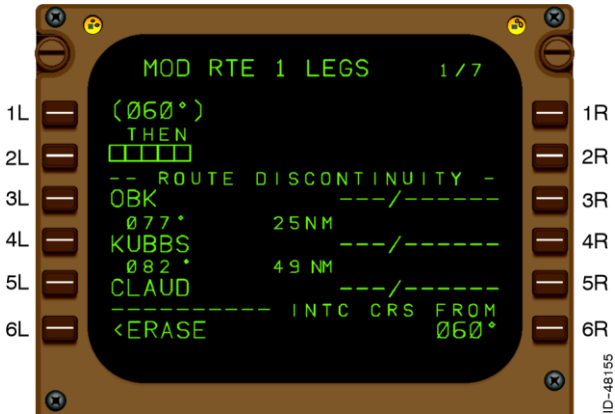 MOD RTE 1 LEGS 1/7
1L (Ø6Ø°) 1R
THEN
2L □□□□□ 2R
-- ROUTE DISCONTINUITY -
3L OBK ---/------ 3R
Ø77° 25NM
4L KUBBS ---/------ 4R
Ø82° 49 NM
5L CLAUD ---/------ 5R
---------- INTC CRS FROM
6L <ERASE Ø6Ø° 6R
ID-48155